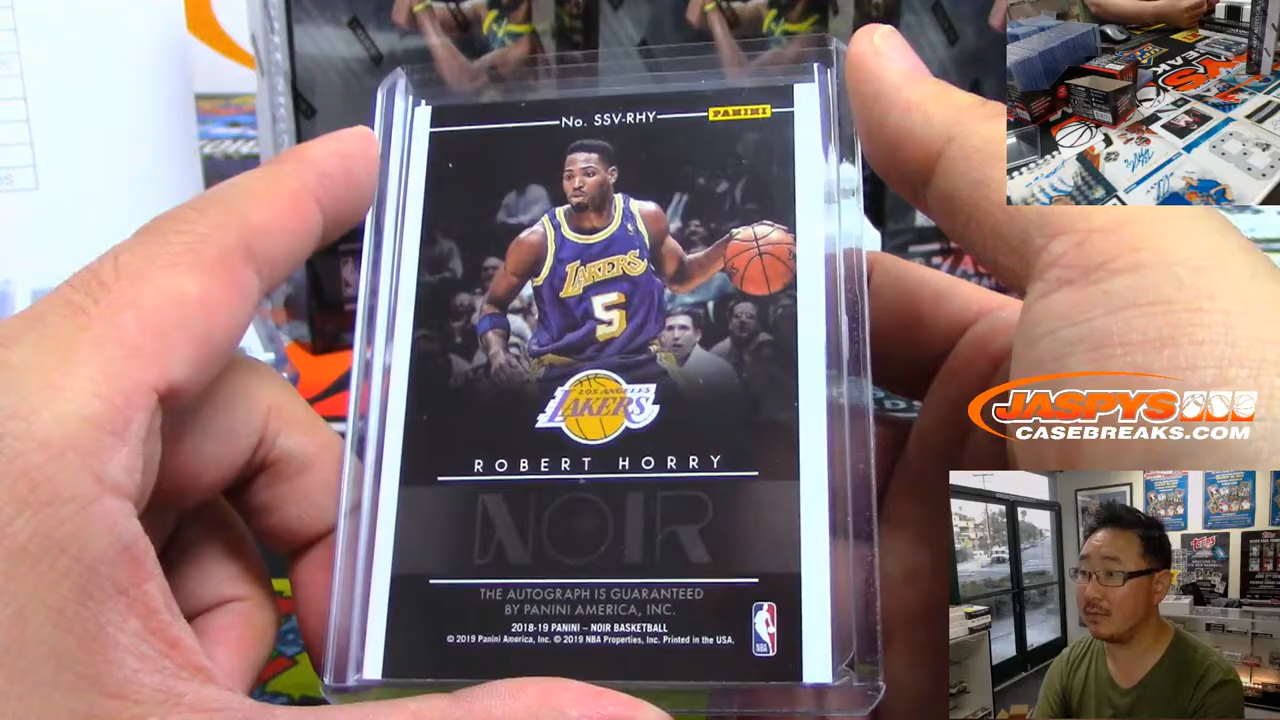 No. SSV-RHY
PANINI
LAKERS
5
LOS ANGELES
LAKERS
ROBERT HORRY
NOIR
THE AUTOGRAPH IS GUARANTEED
BY PANINI AMERICA, INC.
2018-19 PANINI – NOIR BASKETBALL
© 2019 Panini America, Inc. © 2019 NBA Properties, Inc. Printed in the USA.
JASPYS
CASEBREAKS.COM
Topps